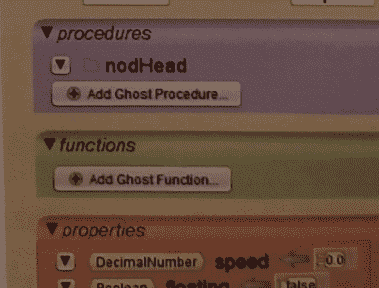 procedures
nodHead
Add Ghost Procedure...
functions
Add Ghost Function...
properties
DecimalNumber speed 0.0
Boolean floating false